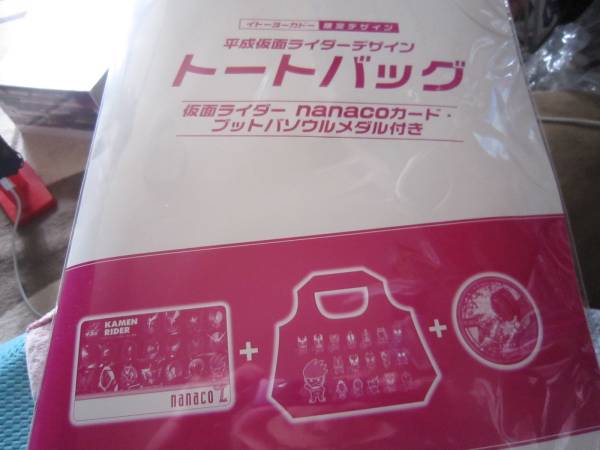 イトーヨーカドー 限定デザイン
平成仮面ライダーデザイン
トートバッグ
仮面ライダー nanacoカード・
ブットバソウルメダル付き
KAMEN
RIDER
+
+
nanaco